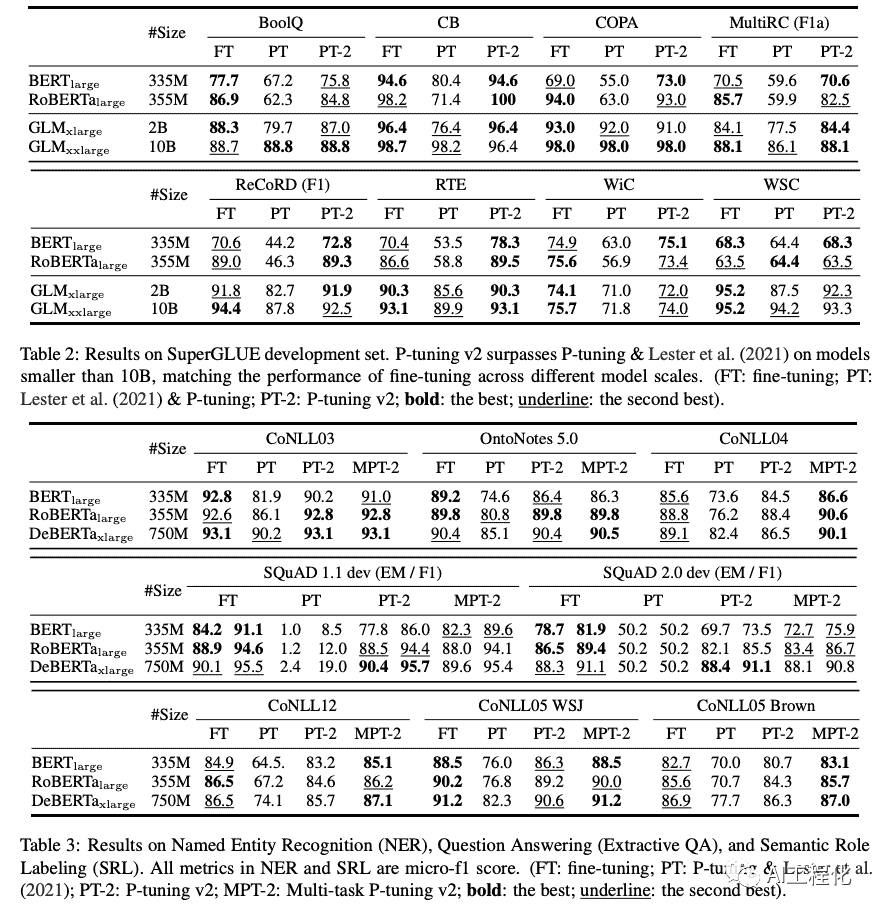 #Size BoolQ CB COPA MultiRC (F1a)
FT PT PT-2 FT PT PT-2 FT PT PT-2 FT PT PT-2
BERTlarge 335M 77.7 67.2 75.8 94.6 80.4 94.6 69.0 55.0 73.0 70.5 59.6 70.6
RoBERTalarge 355M 86.9 62.3 84.8 98.2 71.4 100 94.0 63.0 93.0 85.7 59.9 82.5
GLMxlarge 2B 88.3 79.7 87.0 96.4 76.4 96.4 93.0 92.0 91.0 84.1 77.5 84.4
GLMxxlarge 10B 88.7 88.8 88.8 98.7 98.2 96.4 98.0 98.0 98.0 88.1 86.1 88.1
#Size ReCoRD (F1) RTE WiC WSC
FT PT PT-2 FT PT PT-2 FT PT PT-2 FT PT PT-2
BERTlarge 335M 70.6 44.2 72.8 70.4 53.5 78.3 74.9 63.0 75.1 68.3 64.4 68.3
RoBERTalarge 355M 89.0 46.3 89.3 86.6 58.8 89.5 75.6 56.9 73.4 63.5 64.4 63.5
GLMxlarge 2B 91.8 82.7 91.9 90.3 85.6 90.3 74.1 71.0 72.0 95.2 87.5 92.3
GLMxxlarge 10B 94.4 87.8 92.5 93.1 89.9 93.1 75.7 71.8 74.0 95.2 94.2 93.3
Table 2: Results on SuperGLUE development set. P-tuning v2 surpasses P-tuning & Lester et al. (2021) on models
smaller than 10B, matching the performance of fine-tuning across different model scales. (FT: fine-tuning; PT:
Lester et al. (2021) & P-tuning; PT-2: P-tuning v2; bold: the best; underline: the second best).
#Size CoNLL03 OntoNotes 5.0 CoNLL04
FT PT PT-2 MPT-2 FT PT PT-2 MPT-2 FT PT PT-2 MPT-2
BERTlarge 335M 92.8 81.9 90.2 91.0 89.2 74.6 86.4 86.3 85.6 73.6 84.5 86.6
RoBERTalarge 355M 92.6 86.1 92.8 92.8 89.8 80.8 89.8 89.8 88.8 76.2 88.4 90.6
DeBERTaxlarge 750M 93.1 90.2 93.1 93.1 90.4 85.1 90.4 90.5 89.1 82.4 86.5 90.1
#Size SQuAD 1.1 dev (EM / F1) SQuAD 2.0 dev (EM / F1)
FT PT PT-2 MPT-2 FT PT PT-2 MPT-2
BERTlarge 335M 84.2 91.1 1.0 8.5 77.8 86.0 82.3 89.6 78.7 81.9 50.2 50.2 69.7 73.5 72.7 75.9
RoBERTalarge 355M 88.9 94.6 1.2 12.0 88.5 94.4 88.0 94.1 86.5 89.4 50.2 50.2 82.1 85.5 83.4 86.7
DeBERTaxlarge 750M 90.1 95.5 2.4 19.0 90.4 95.7 89.6 95.4 88.3 91.1 50.2 50.2 88.4 91.1 88.1 90.8
#Size CoNLL12 CoNLL05 WSJ CoNLL05 Brown
FT PT PT-2 MPT-2 FT PT PT-2 MPT-2 FT PT PT-2 MPT-2
BERTlarge 335M 84.9 64.5. 83.2 85.1 88.5 76.0 86.3 88.5 82.7 70.0 80.7 83.1
RoBERTalarge 355M 86.5 67.2 84.6 86.2 90.2 76.8 89.2 90.0 85.6 70.7 84.3 85.7
DeBERTaxlarge 750M 86.5 74.1 85.7 87.1 91.2 82.3 90.6 91.2 86.9 77.7 86.3 87.0
Table 3: Results on Named Entity Recognition (NER), Question Answering (Extractive QA), and Semantic Role
Labeling (SRL). All metrics in NER and SRL are micro-f1 score. (FT: fine-tuning; PT: P-tuning & Lester et al.
(2021); PT-2: P-tuning v2; MPT-2: Multi-task P-tuning v2; bold: the best; underline: the second best).
AI工程化